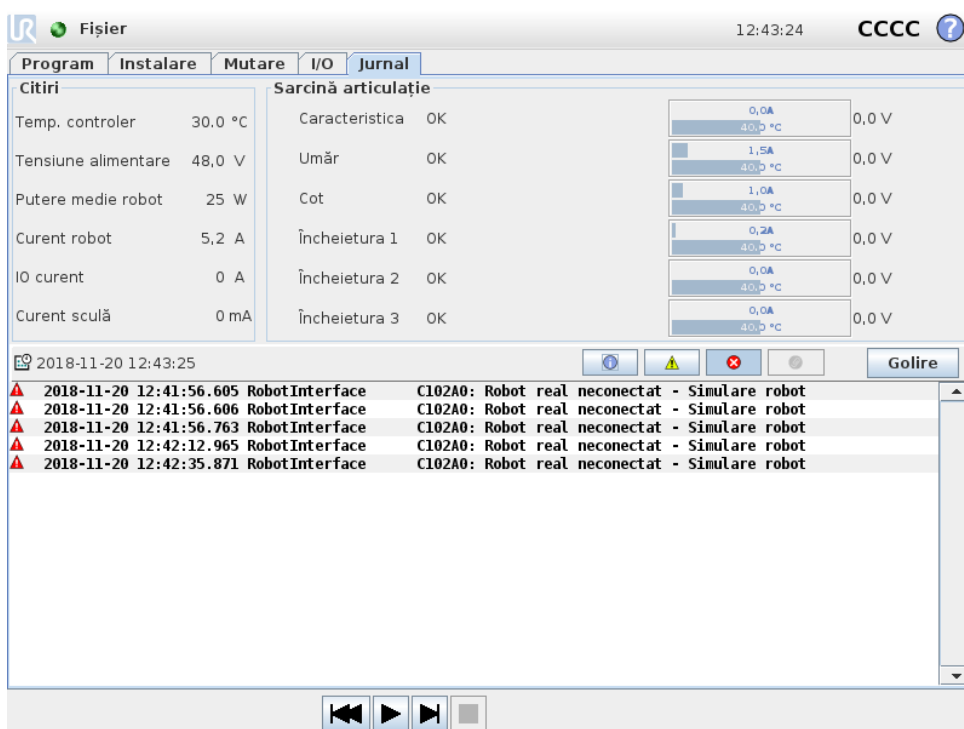 UR Fișier 12:43:24 CCCC ?
Program Instalare Mutare I/O Jurnal
Citiri
Temp. controler 30.0 °C
Tensiune alimentare 48,0 V
Putere medie robot 25 W
Curent robot 5,2 A
IO curent 0 A
Curent sculă 0 mA
Sarcină articulație
Caracteristica OK 0,0A 40.0 °C 0,0 V
Umăr OK 1,5A 40.0 °C 0,0 V
Cot OK 1,0A 40.0 °C 0,0 V
Încheietura 1 OK 0,2A 40.0 °C 0,0 V
Încheietura 2 OK 0,0A 40.0 °C 0,0 V
Încheietura 3 OK 0,0A 40.0 °C 0,0 V
2018-11-20 12:43:25 Golire
2018-11-20 12:41:56.605 RobotInterface C102A0: Robot real neconectat - Simulare robot
2018-11-20 12:41:56.606 RobotInterface C102A0: Robot real neconectat - Simulare robot
2018-11-20 12:41:56.763 RobotInterface C102A0: Robot real neconectat - Simulare robot
2018-11-20 12:42:12.965 RobotInterface C102A0: Robot real neconectat - Simulare robot
2018-11-20 12:42:35.871 RobotInterface C102A0: Robot real neconectat - Simulare robot